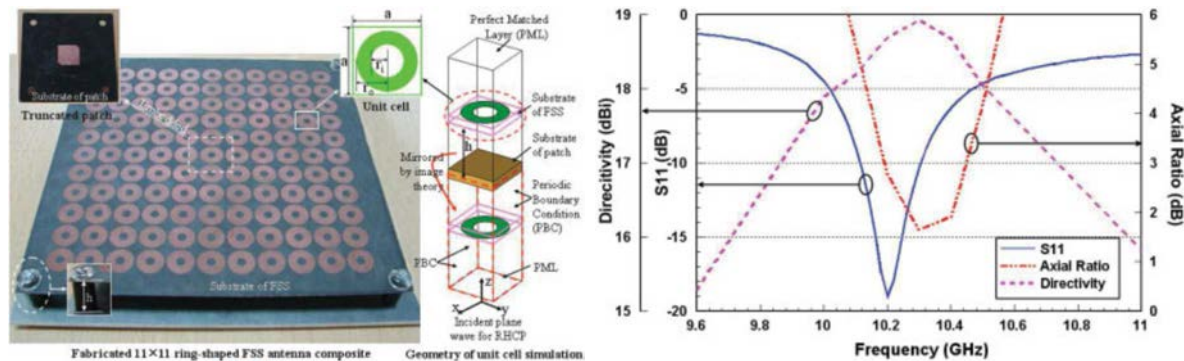 Substrate of patch
Truncated patch
a
a
r_i
r_o
Unit cell
h
Substrate of FSS
Fabricated 11×11 ring-shaped FSS antenna composite
Perfect Matched
Layer (PML)
Substrate of
FSS
h
Substrate
of patch
Mirrored
by image
theory
Periodic
Boundary
Condition
(PBC)
PBC
PML
z
x
y
Incident plane
wave for RHCP
Geometry of unit cell simulation
Directivity (dBi)
19
18
17
16
15
S11 (dB)
0
-5
-10
-15
-20
S11
Axial Ratio
Directivity
9.6
9.8
10
10.2
10.4
10.6
10.8
11
Frequency (GHz)
6
5
4
3
2
1
0
Axial Ratio (dB)